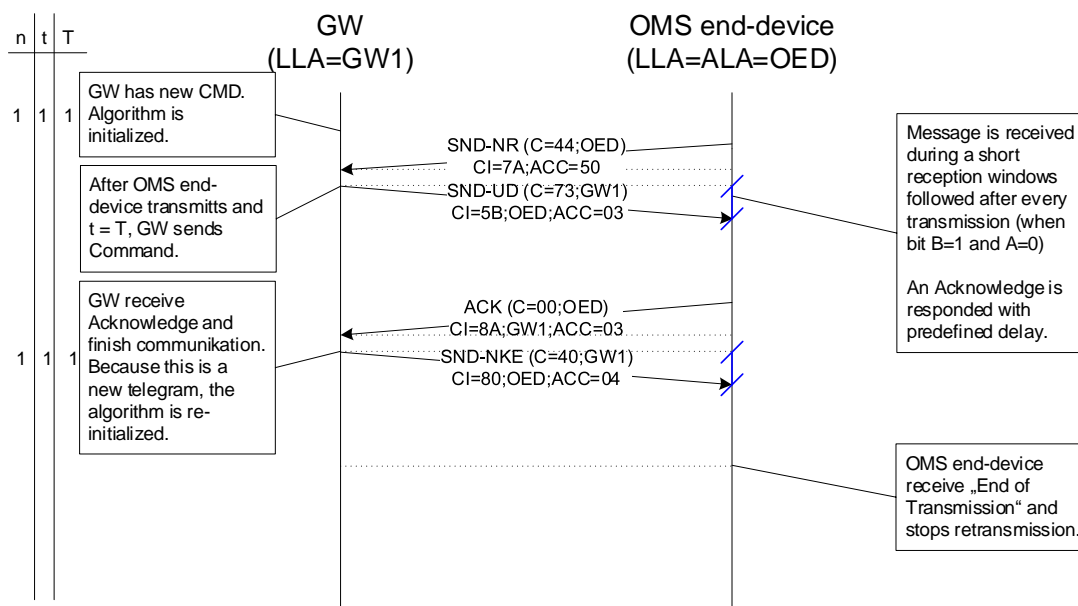 GW
(LLA=GW1)
OMS end-device
(LLA=ALA=OED)
n t T
GW has new CMD.
Algorithm is
initialized.
1 1 1
SND-NR (C=44;OED)
CI=7A;ACC=50
After OMS end-
device transmitts and
t = T, GW sends
Command.
SND-UD (C=73;GW1)
CI=5B;OED;ACC=03
Message is received
during a short
reception windows
followed after every
transmission (when
bit B=1 and A=0)
An Acknowledge is
responded with
predefined delay.
GW receive
Acknowledge and
finish communikation.
Because this is a
new telegram, the
algorithm is re-
initialized.
1 1 1
ACK (C=00;OED)
CI=8A;GW1;ACC=03
SND-NKE (C=40;GW1)
CI=80;OED;ACC=04
OMS end-device
receive „End of
Transmission“ and
stops retransmission.